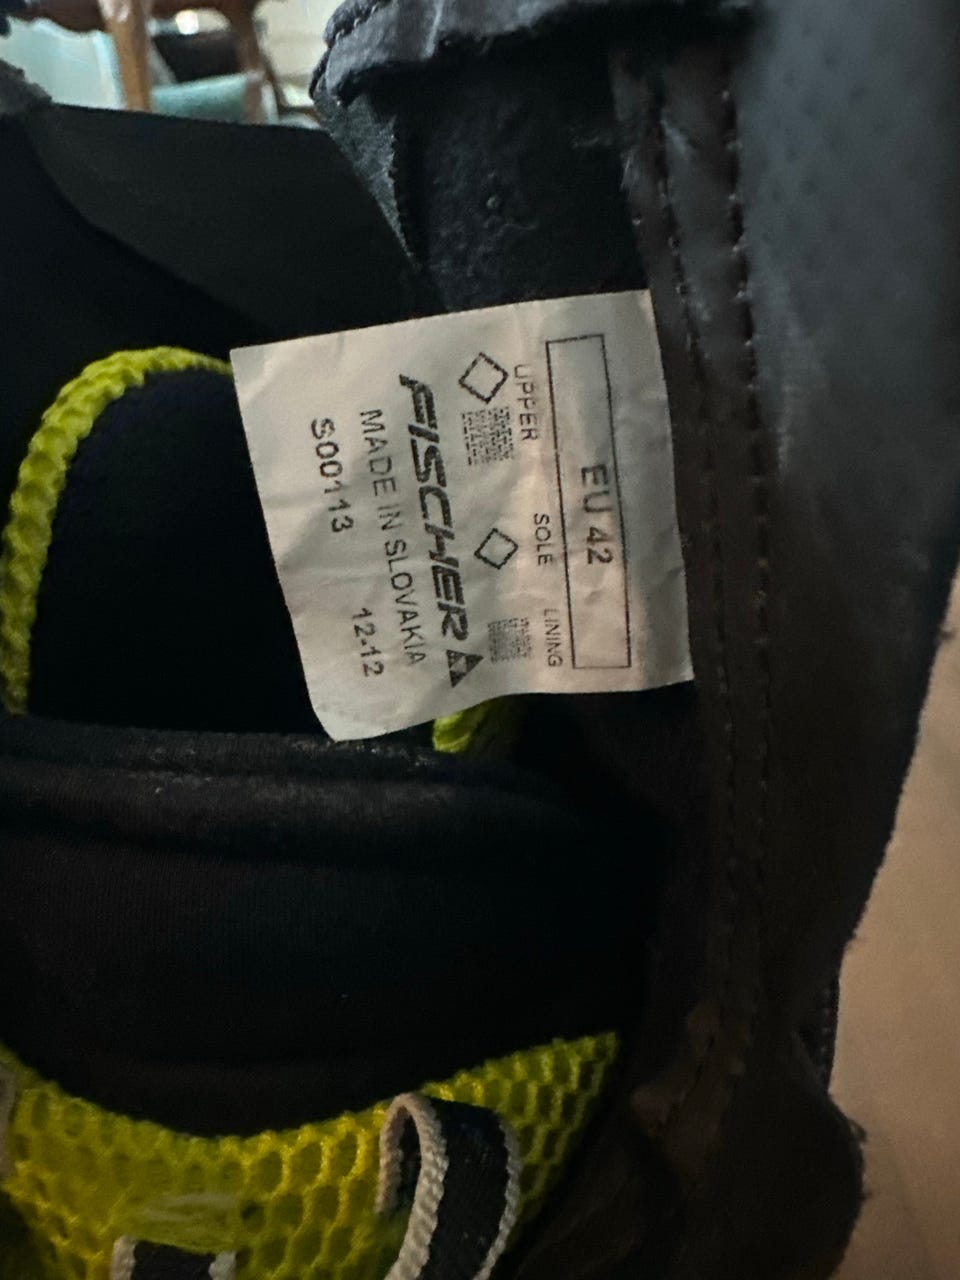 EU 42
UPPER SOLE LINING
FISCHER
MADE IN SLOVAKIA
S00113 12-12